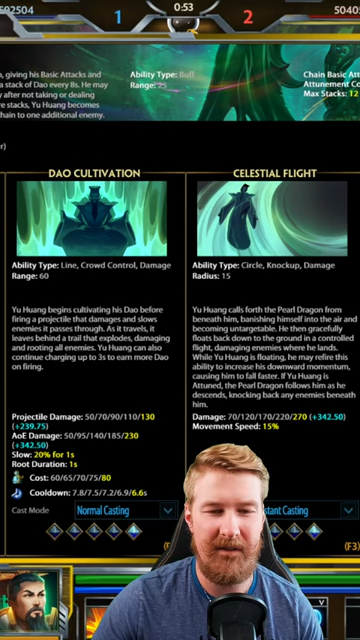 592504
1
0:53
2
5040
, giving his Basic Attacks and
a stack of Dao every 8s. He may
after not taking or dealing
e stacks, Yu Huang becomes
chain to one additional enemy.
Ability Type: Buff
Range: 25
Chain Basic Att
Attunement Co
Max Stacks: 12
DAO CULTIVATION
Ability Type: Line, Crowd Control, Damage
Range: 60
Yu Huang begins cultivating his Dao before
firing a projectile that damages and slows
enemies it passes through. As it travels, it
leaves behind a trail that explodes, damaging
and rooting all enemies. Yu Huang can also
continue charging up to 3s to earn more Dao
on firing.
Projectile Damage: 50/70/90/110/130
(+239.75)
AoE Damage: 50/95/140/185/230
(+342.50)
Slow: 20% for 1s
Root Duration: 1s
Cost: 60/65/70/75/80
Cooldown: 7.8/7.5/7.2/6.9/6.6s
Cast Mode
Normal Casting
CELESTIAL FLIGHT
Ability Type: Circle, Knockup, Damage
Radius: 15
Yu Huang calls forth the Pearl Dragon from
beneath him, banishing himself into the air and
becoming untargetable. He then gracefully
floats back down to the ground in a controlled
flight, damaging enemies where he lands.
While Yu Huang is floating, he may refire this
ability to increase his downward momentum,
causing him to fall faster. If Yu Huang is
Attuned, the Pearl Dragon follows him as he
descends, knocking back any enemies beneath
him.
Damage: 70/120/170/220/270 (+342.50)
Movement Speed: 15%
stant Casting
(F3)
V